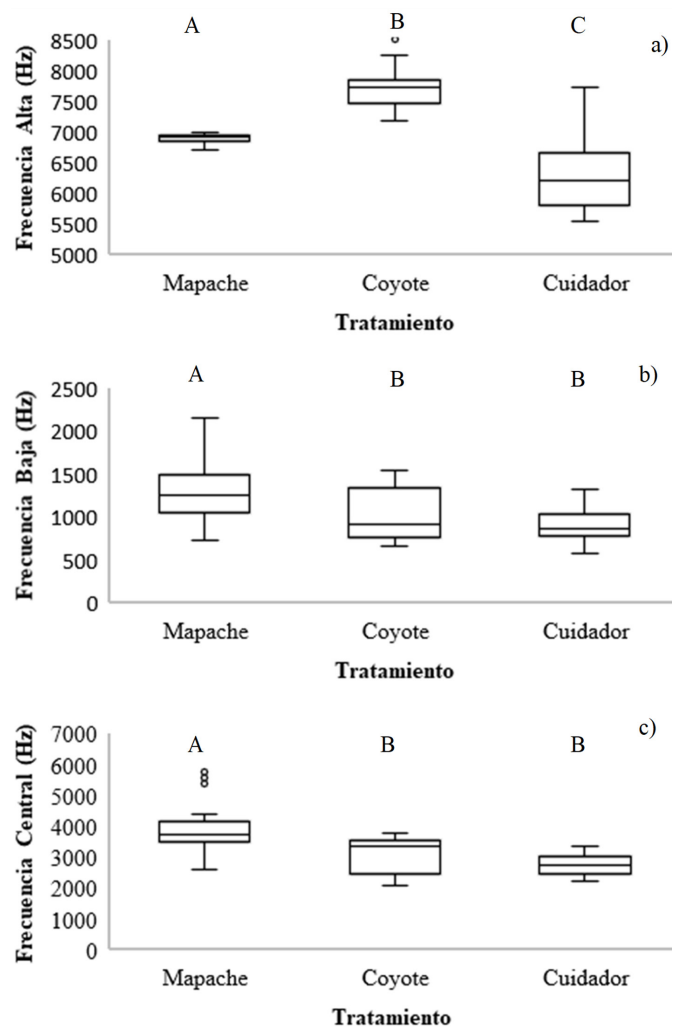 A B C
a)
Frecuencia Alta (Hz)
8500
8000
7500
7000
6500
6000
5500
5000
Mapache Coyote Cuidador
Tratamiento
A B B
b)
Frecuencia Baja (Hz)
2500
2000
1500
1000
500
0
Mapache Coyote Cuidador
Tratamiento
A B B
c)
Frecuencia Central (Hz)
7000
6000
5000
4000
3000
2000
1000
0
Mapache Coyote Cuidador
Tratamiento